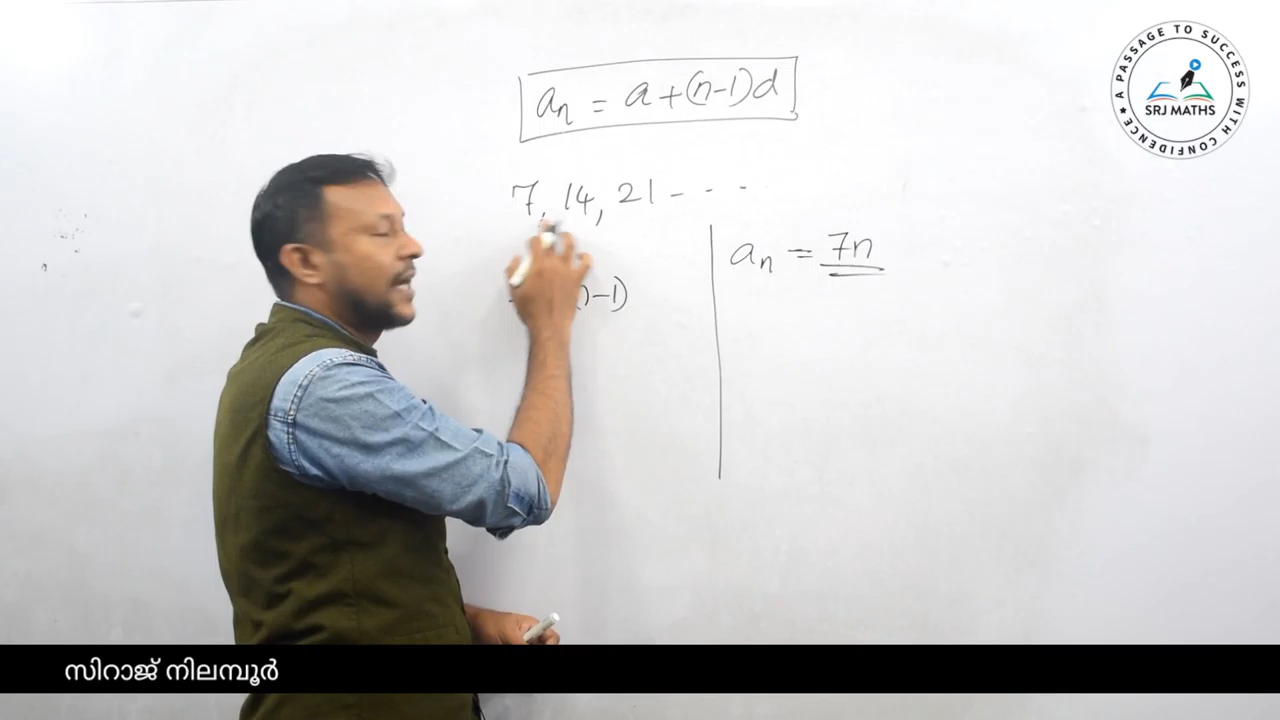 aₙ = a+(n-1)d
7, 14, 21 - - - -
aₙ = 7n
n-1)
A PASSAGE TO SUCCESS WITH CONFIDENCE
SRJ MATHS
സിറാജ് നിലമ്പൂർ